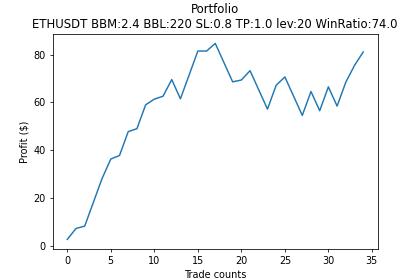 Portfolio
ETHUSDT BBM:2.4 BBL:220 SL:0.8 TP:1.0 lev:20 WinRatio:74.0
Profit ($)
80
60
40
20
0
0 5 10 15 20 25 30 35
Trade counts